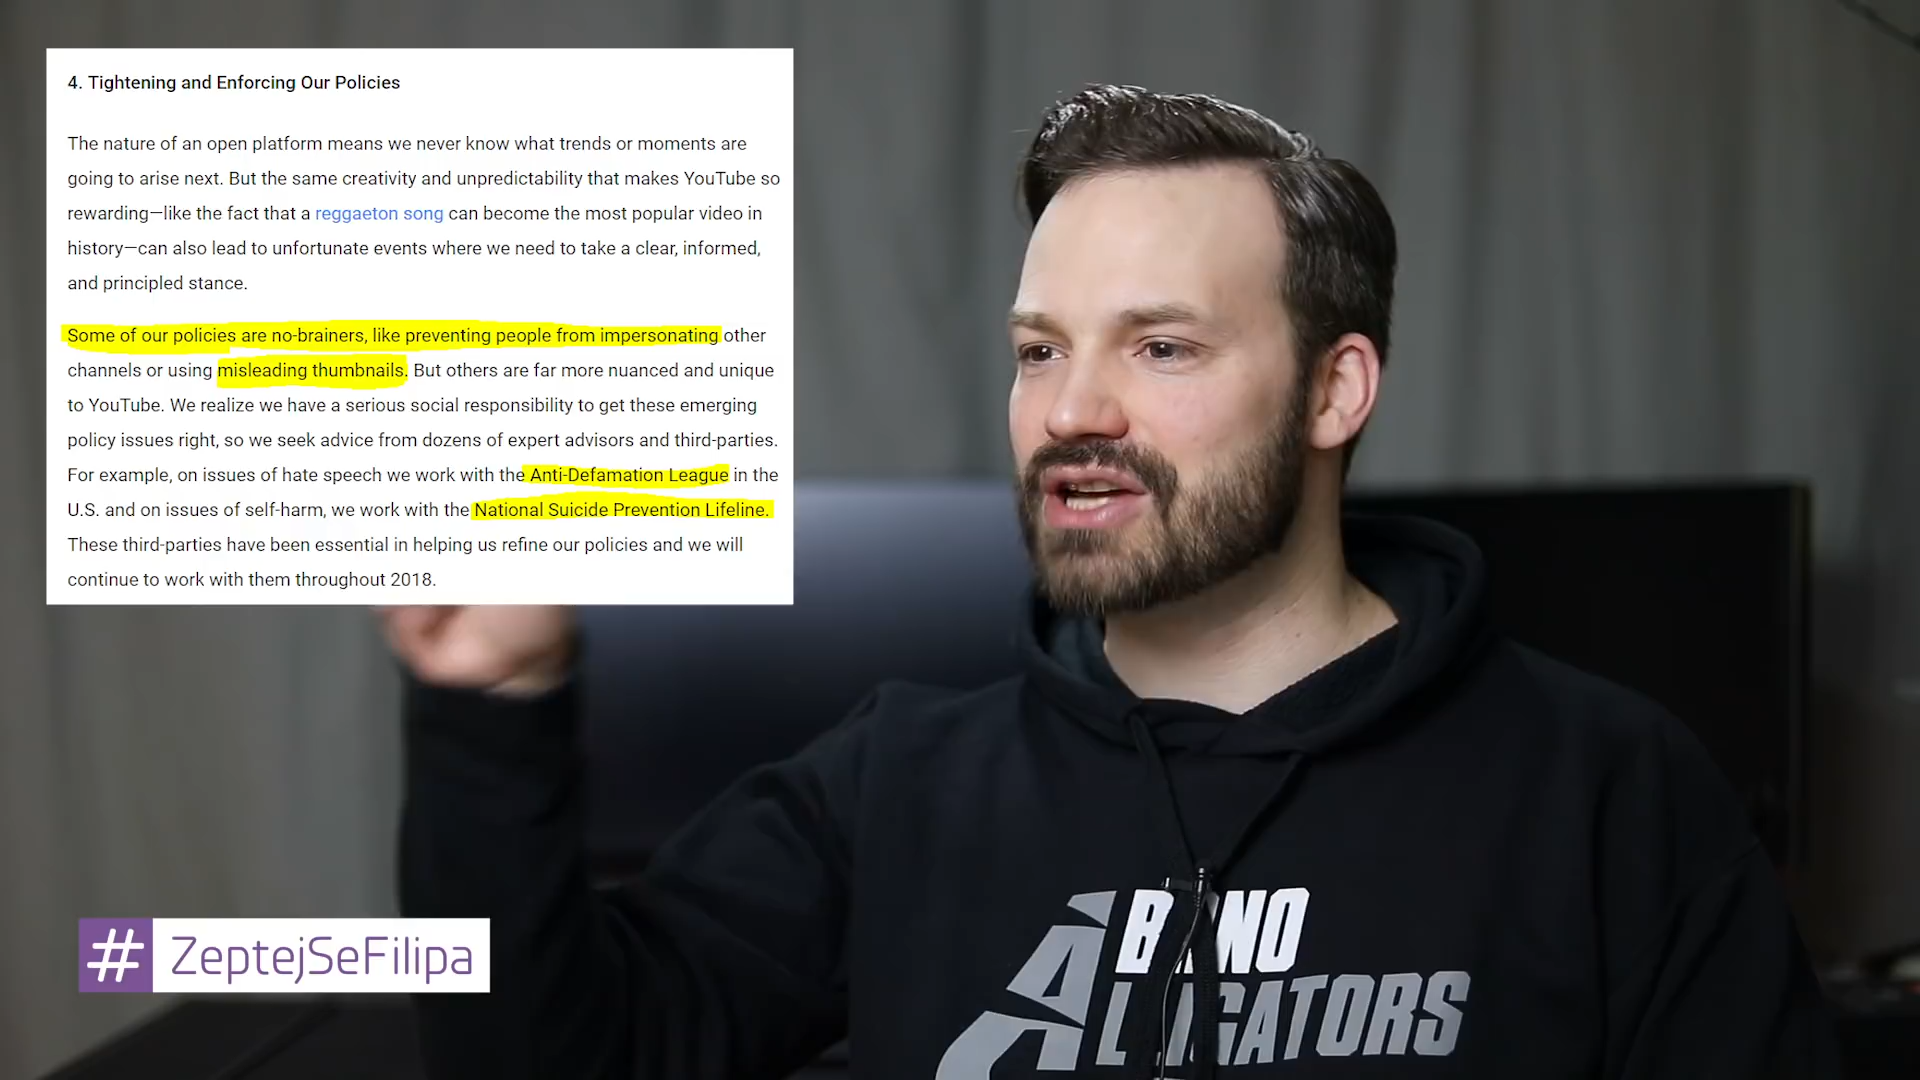 4. Tightening and Enforcing Our Policies
The nature of an open platform means we never know what trends or moments are
going to arise next. But the same creativity and unpredictability that makes YouTube so
rewarding—like the fact that a reggaeton song can become the most popular video in
history—can also lead to unfortunate events where we need to take a clear, informed,
and principled stance.
Some of our policies are no-brainers, like preventing people from impersonating other
channels or using misleading thumbnails. But others are far more nuanced and unique
to YouTube. We realize we have a serious social responsibility to get these emerging
policy issues right, so we seek advice from dozens of expert advisors and third-parties.
For example, on issues of hate speech we work with the Anti-Defamation League in the
U.S. and on issues of self-harm, we work with the National Suicide Prevention Lifeline.
These third-parties have been essential in helping us refine our policies and we will
continue to work with them throughout 2018.
# ZeptejSeFilipa